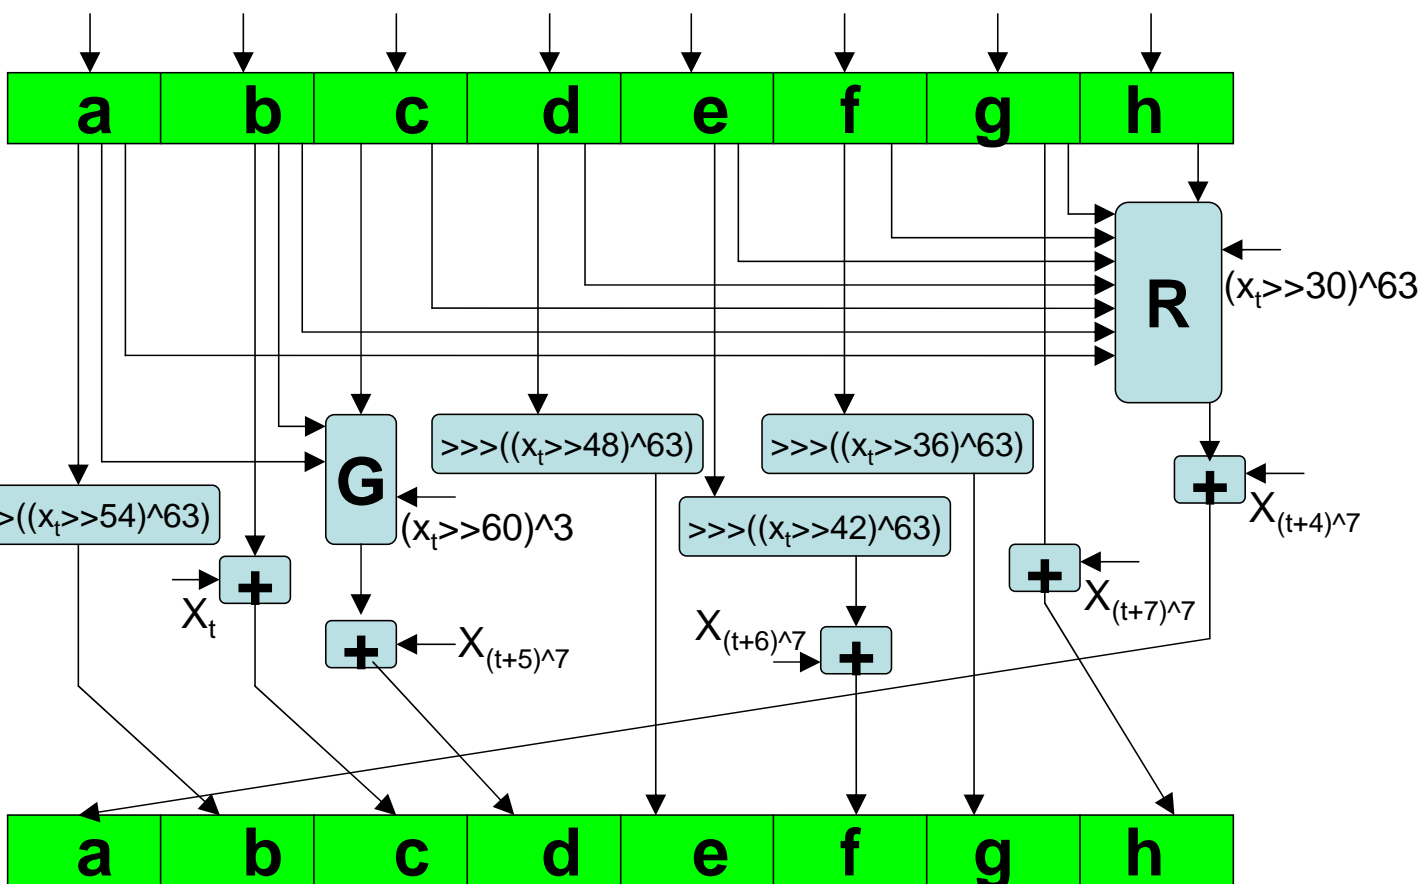 a b c d e f g h
(xt>>30)^63
R
>>>((xt>>48)^63) >>>((xt>>36)^63)
G
+
X(t+4)^7
>((xt>>54)^63)
(xt>>60)^3
>>>((xt>>42)^63)
+
Xt
+
X(t+7)^7
+
X(t+5)^7
X(t+6)^7
+
a b c d e f g h